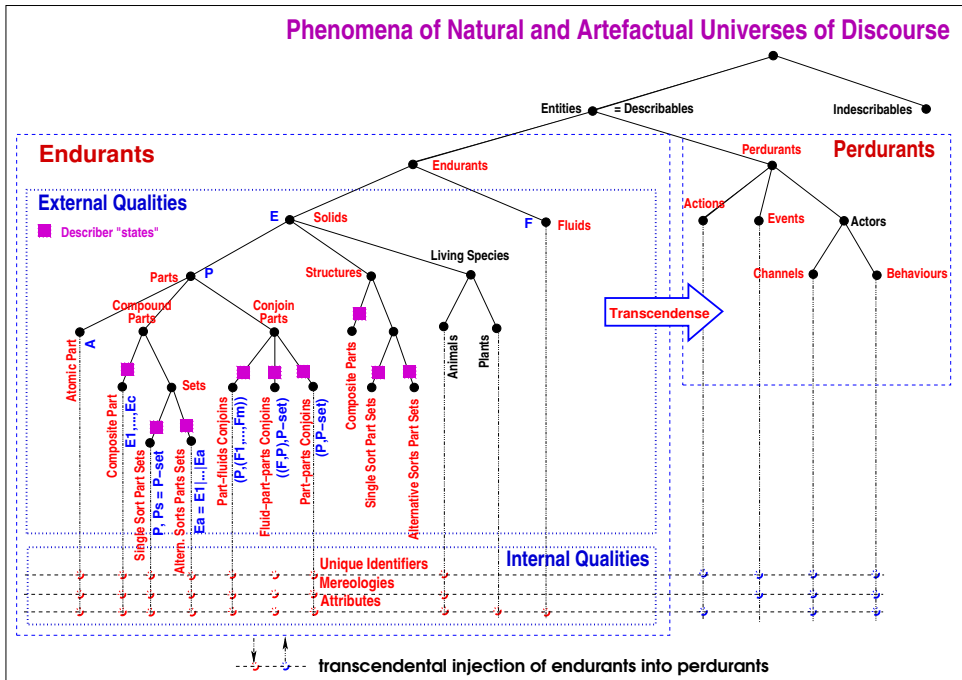 Phenomena of Natural and Artefactual Universes of Discourse
Entities = Describables
Indescribables
Endurants
Perdurants
Perdurants
Endurants
External Qualities
Describer "states"
E
Solids
F
Fluids
Actions
Events
Actors
Living Species
Parts
P
Structures
Channels
Behaviours
Compound
Parts
Conjoin
Parts
Transcendense
Atomic Part
A
Composite Part
E1,...,Ec
Sets
Single Sort Part Sets
P, Ps = P-set
Altern. Sorts Parts Sets
Ea = E1|...|Ea
Part-fluids Conjoins
(P,(F1,...,Fm))
Fluid-part-parts Conjoins
((F,P),P-set)
Part-parts Conjoins
(P,P-set)
Composite Parts
Single Sort Part Sets
Alternative Sorts Part Sets
Animals
Plants
Internal Qualities
Unique Identifiers
Mereologies
Attributes
transcendental injection of endurants into perdurants